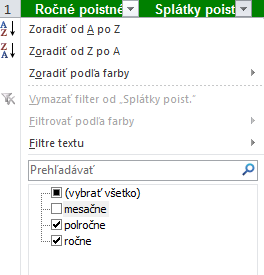 1 Ročné poistné Splátky poist.
Zoradiť od A po Z
Zoradiť od Z po A
Zoradiť podľa farby
Vymazať filter od „Splátky poist."
Filtrovať podľa farby
Filtre textu
Prehľadávať
(vybrať všetko)
mesačne
polročne
ročne